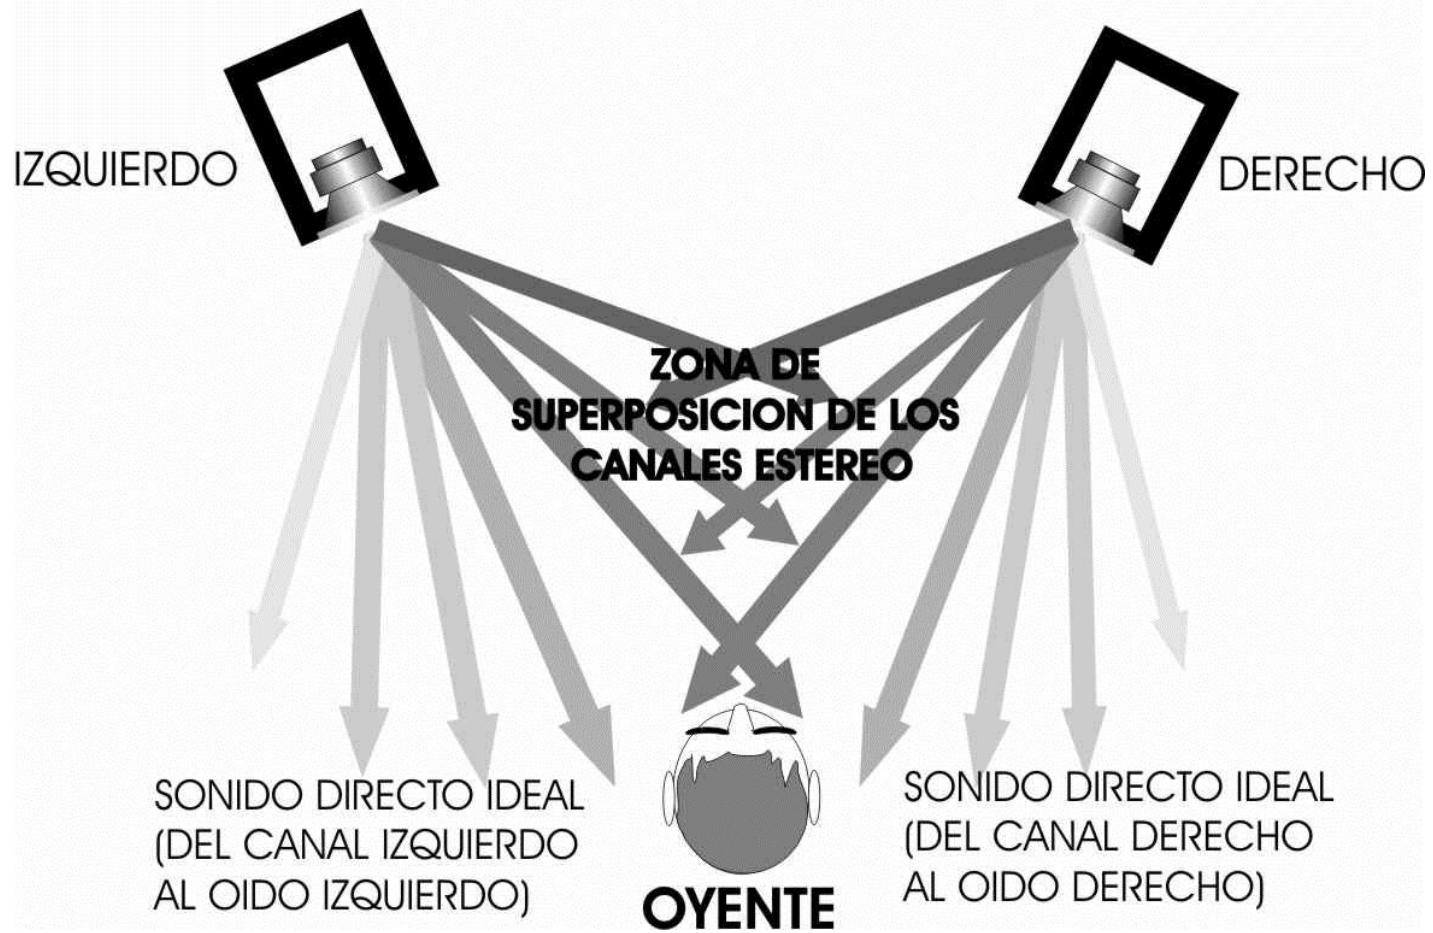 IZQUIERDO
DERECHO
ZONA DE
SUPERPOSICION DE LOS
CANALES ESTEREO
SONIDO DIRECTO IDEAL
(DEL CANAL IZQUIERDO
AL OIDO IZQUIERDO)
SONIDO DIRECTO IDEAL
(DEL CANAL DERECHO
AL OIDO DERECHO)
OYENTE